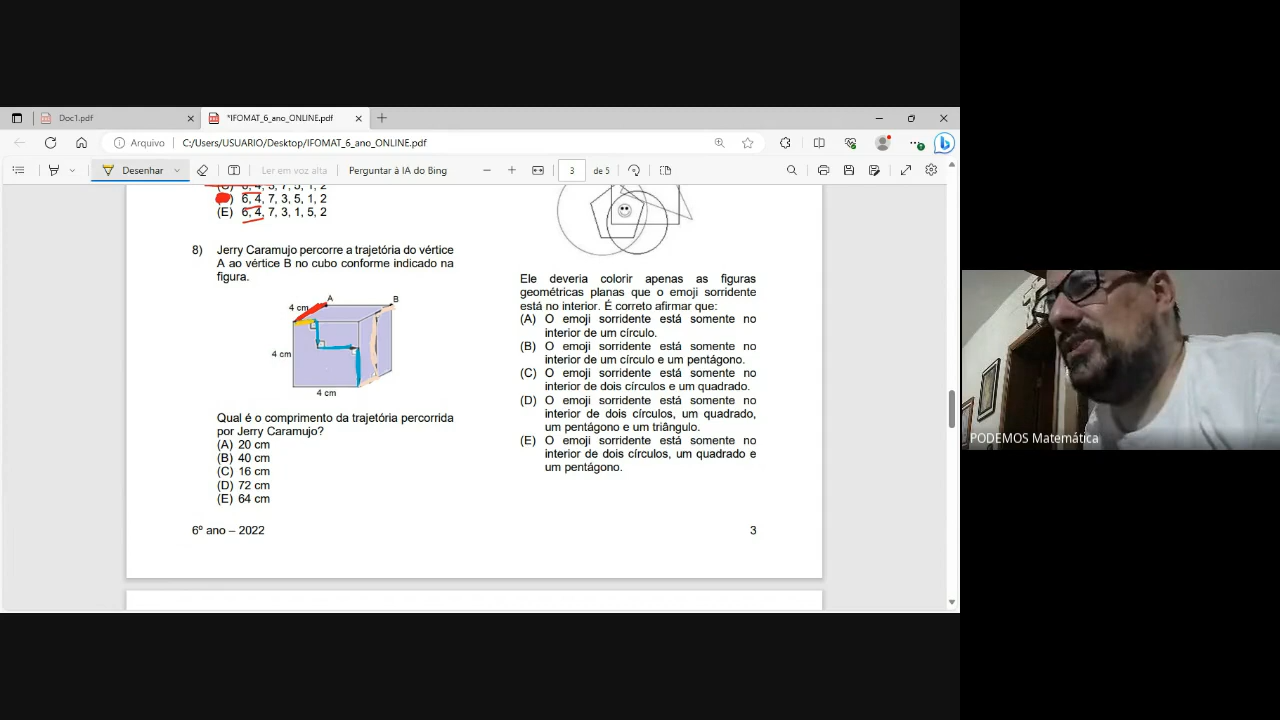 Doc1.pdf
*IFOMAT_6_ano_ONLINE.pdf
Arquivo
C:/Users/USUARIO/Desktop/IFOMAT_6_ano_ONLINE.pdf
Desenhar
Ler em voz alta
Perguntar à IA do Bing
3
de 5
6, 4, 3, 7, 5, 1, 2
6, 4, 7, 3, 5, 1, 2
(E) 6, 4, 7, 3, 1, 5, 2
8) Jerry Caramujo percorre a trajetória do vértice
A ao vértice B no cubo conforme indicado na
figura.
A
B
4 cm
4 cm
4 cm
Qual é o comprimento da trajetória percorrida
por Jerry Caramujo?
(A) 20 cm
(B) 40 cm
(C) 16 cm
(D) 72 cm
(E) 64 cm
Ele deveria colorir apenas as figuras
geométricas planas que o emoji sorridente
está no interior. É correto afirmar que:
(A) O emoji sorridente está somente no
interior de um círculo.
(B) O emoji sorridente está somente no
interior de um círculo e um pentágono.
(C) O emoji sorridente está somente no
interior de dois círculos e um quadrado.
(D) O emoji sorridente está somente no
interior de dois círculos, um quadrado,
um pentágono e um triângulo.
(E) O emoji sorridente está somente no
interior de dois círculos, um quadrado e
um pentágono.
6º ano – 2022
3
PODEMOS Matemática